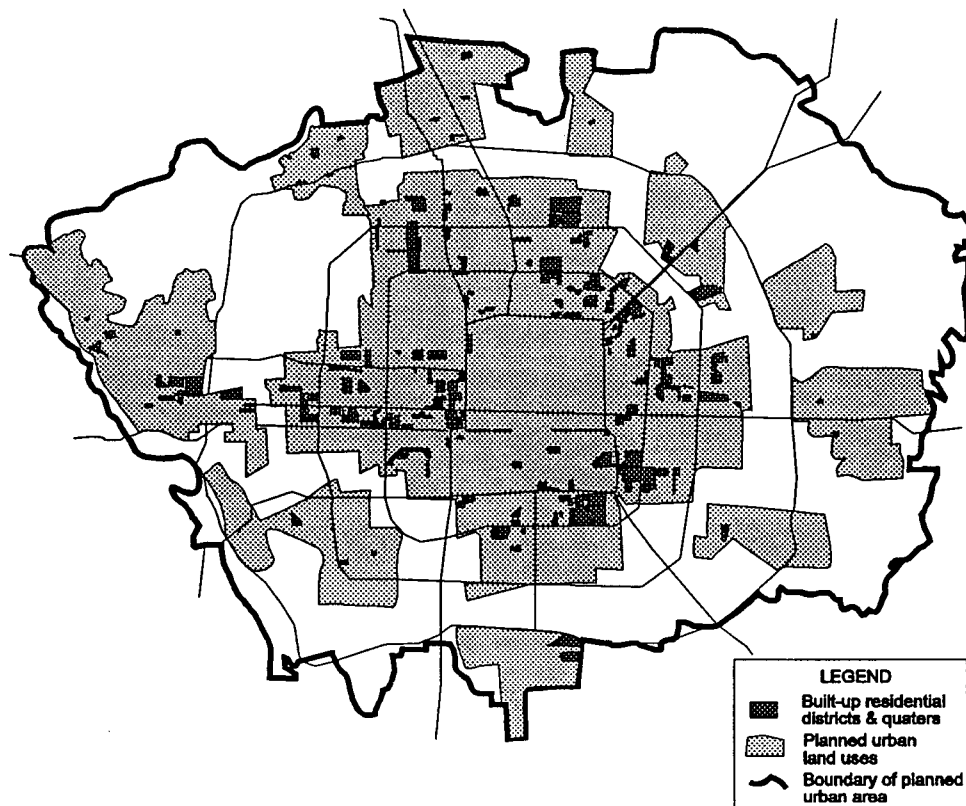 LEGEND
Built-up residential
districts & quaters
Planned urban
land uses
Boundary of planned
urban area